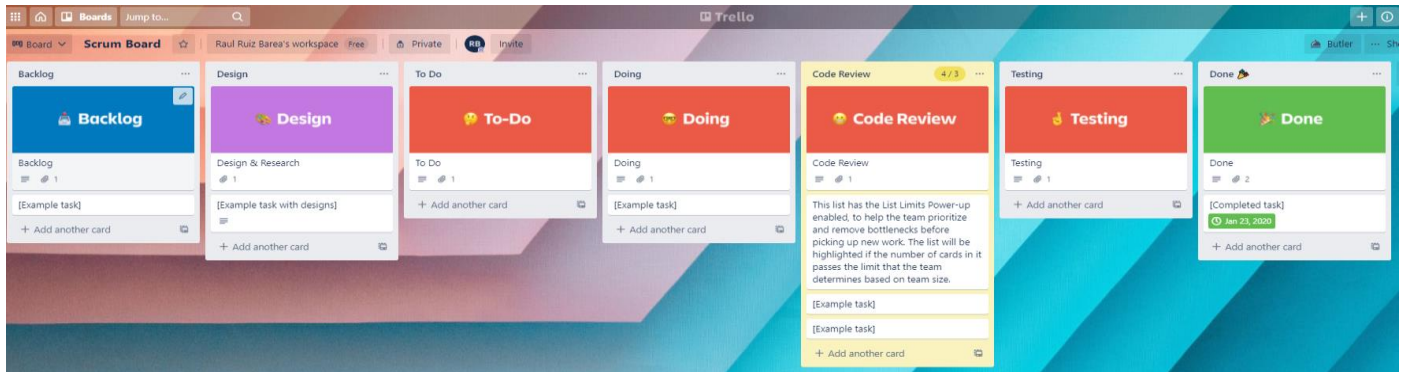 Boards Jump to... Trello
Board Scrum Board Raul Ruiz Barea's workspace Free Private RB Invite Butler ... Sh
Backlog
Backlog
Backlog
1
[Example task]
+ Add another card
Design
Design
Design & Research
1
[Example task with designs]
+ Add another card
To Do
To-Do
To Do
1
+ Add another card
Doing
Doing
Doing
1
[Example task]
+ Add another card
Code Review 4/3
Code Review
Code Review
1
This list has the List Limits Power-up
enabled, to help the team prioritize
and remove bottlenecks before
picking up new work. The list will be
highlighted if the number of cards in it
passes the limit that the team
determines based on team size.
[Example task]
[Example task]
+ Add another card
Testing
Testing
Testing
1
+ Add another card
Done
Done
Done
2
[Completed task]
Jan 23, 2020
+ Add another card